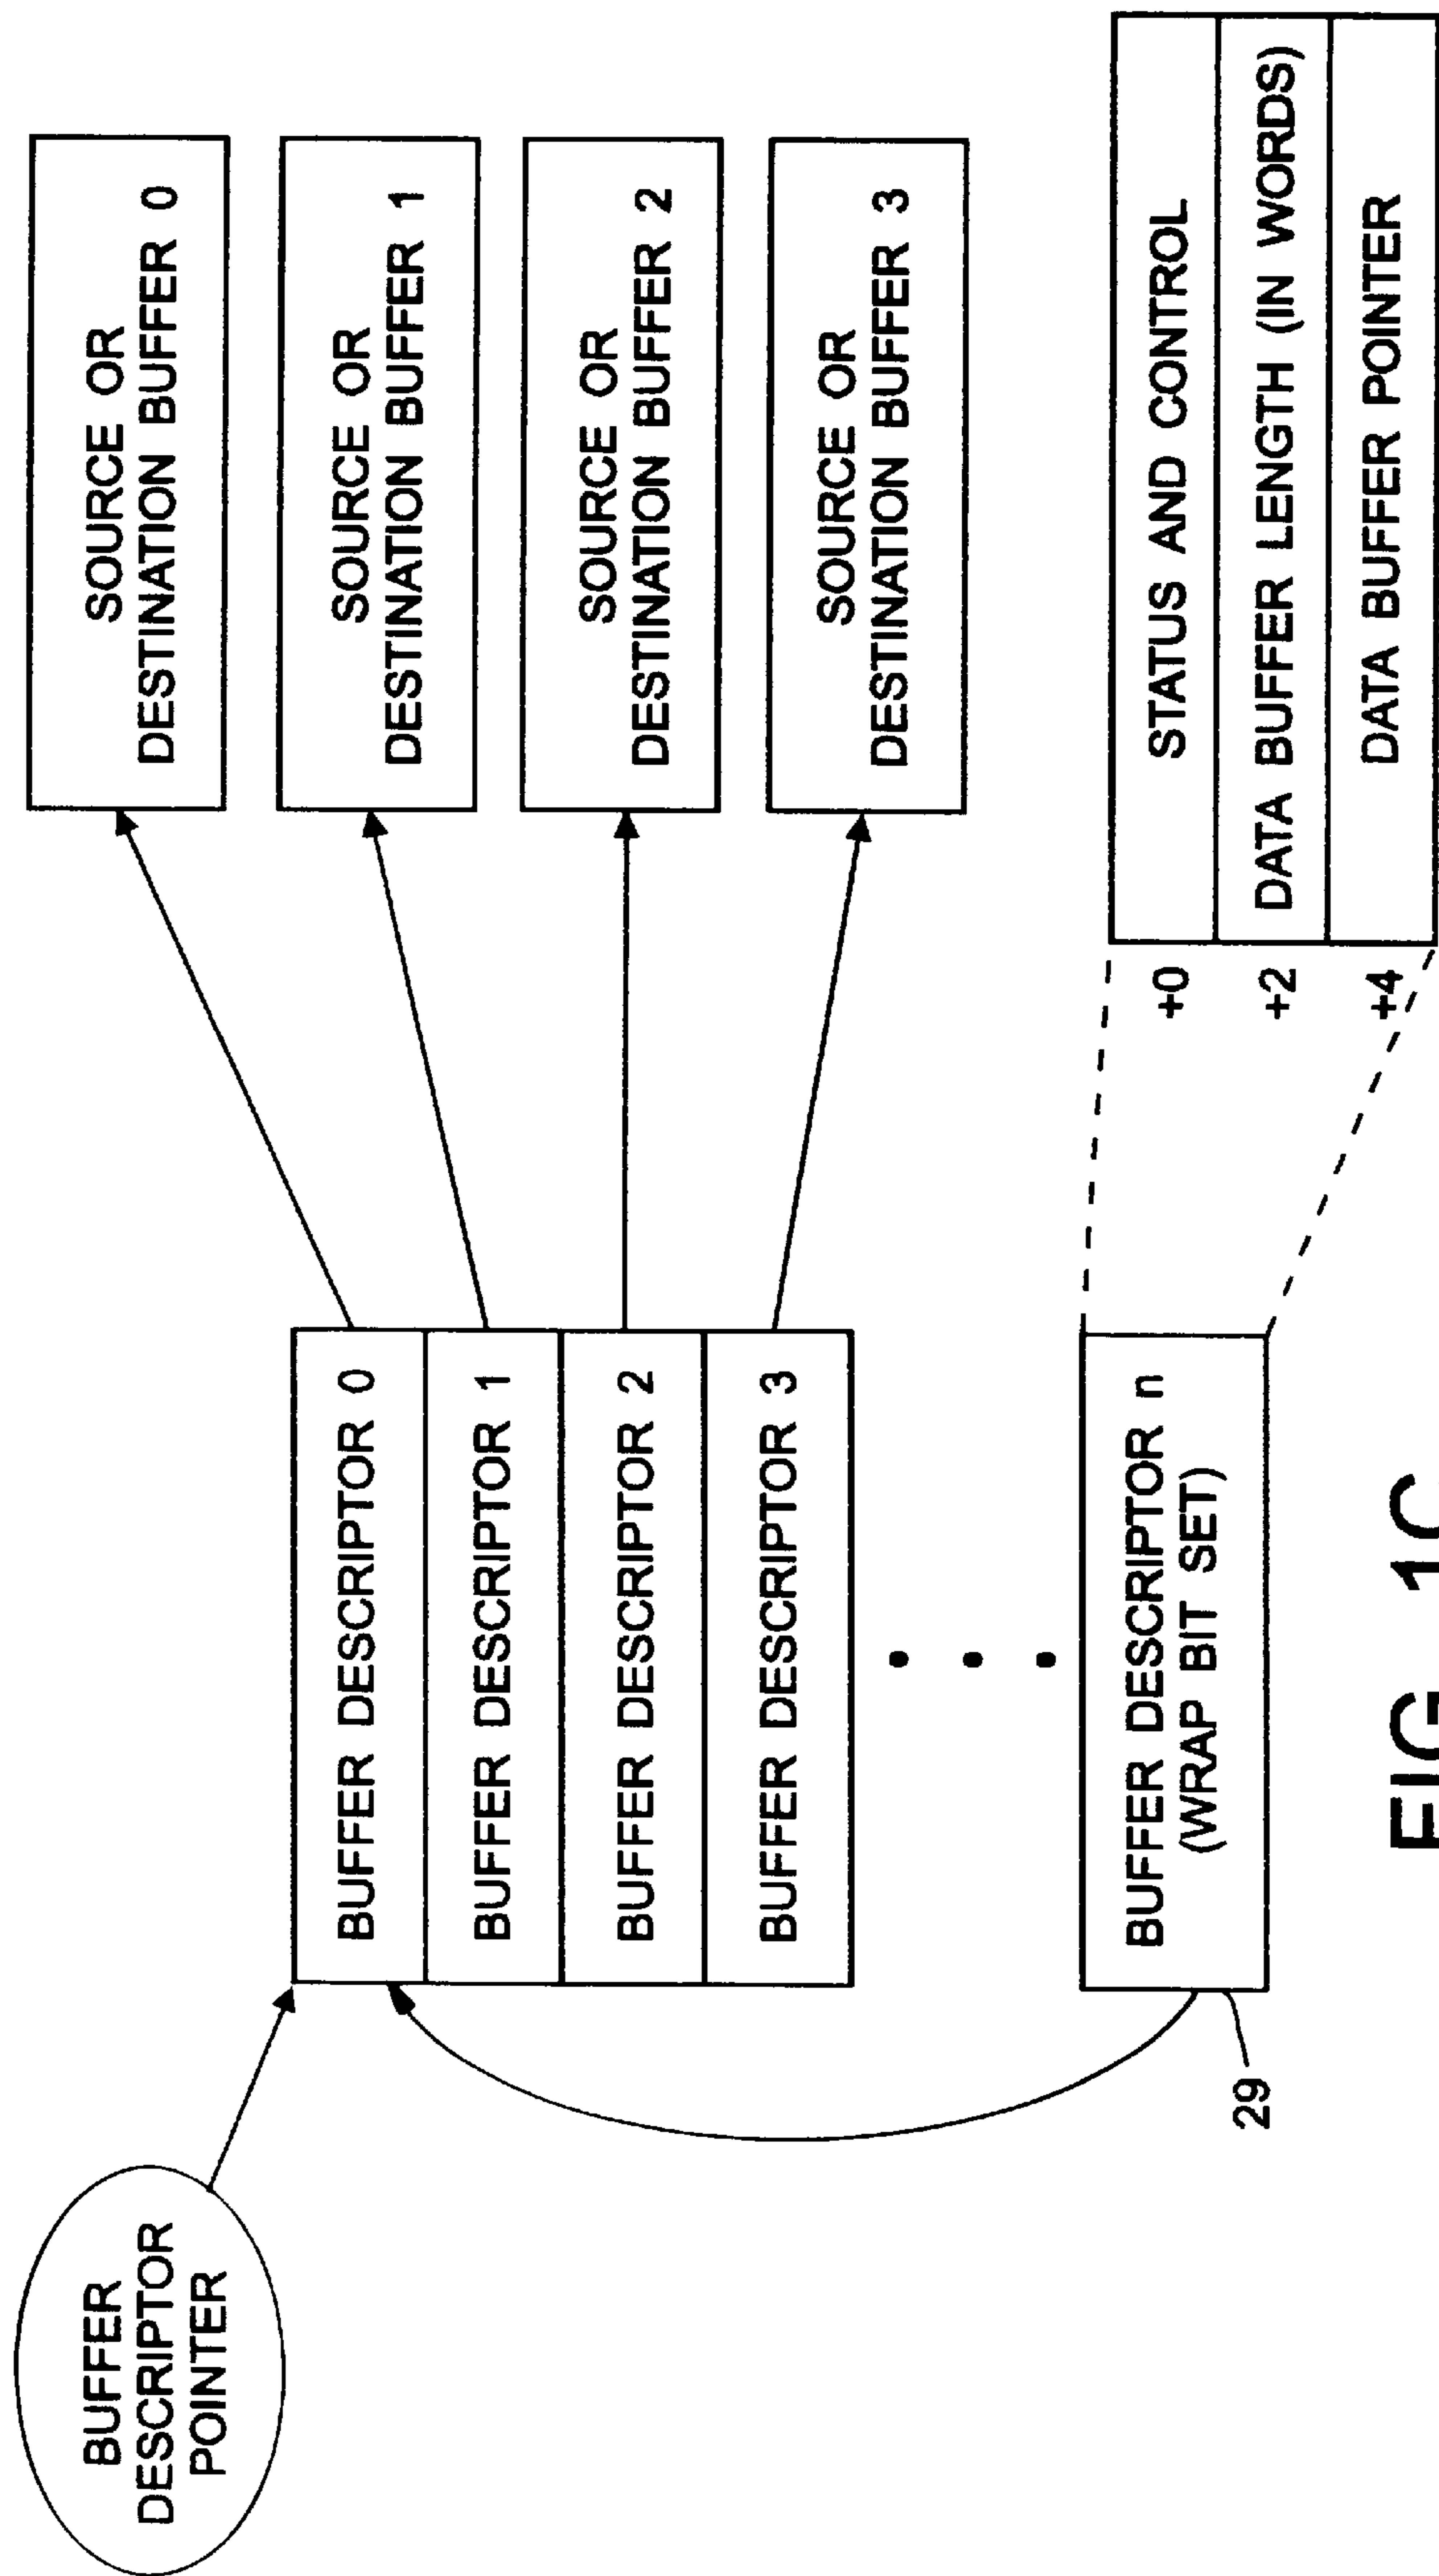 BUFFER
DESCRIPTOR
POINTER
BUFFER DESCRIPTOR 0
BUFFER DESCRIPTOR 1
BUFFER DESCRIPTOR 2
BUFFER DESCRIPTOR 3
BUFFER DESCRIPTOR n
(WRAP BIT SET)
29
SOURCE OR
DESTINATION BUFFER 0
SOURCE OR
DESTINATION BUFFER 1
SOURCE OR
DESTINATION BUFFER 2
SOURCE OR
DESTINATION BUFFER 3
+0 STATUS AND CONTROL
+2 DATA BUFFER LENGTH (IN WORDS)
+4 DATA BUFFER POINTER
FIG. 1C